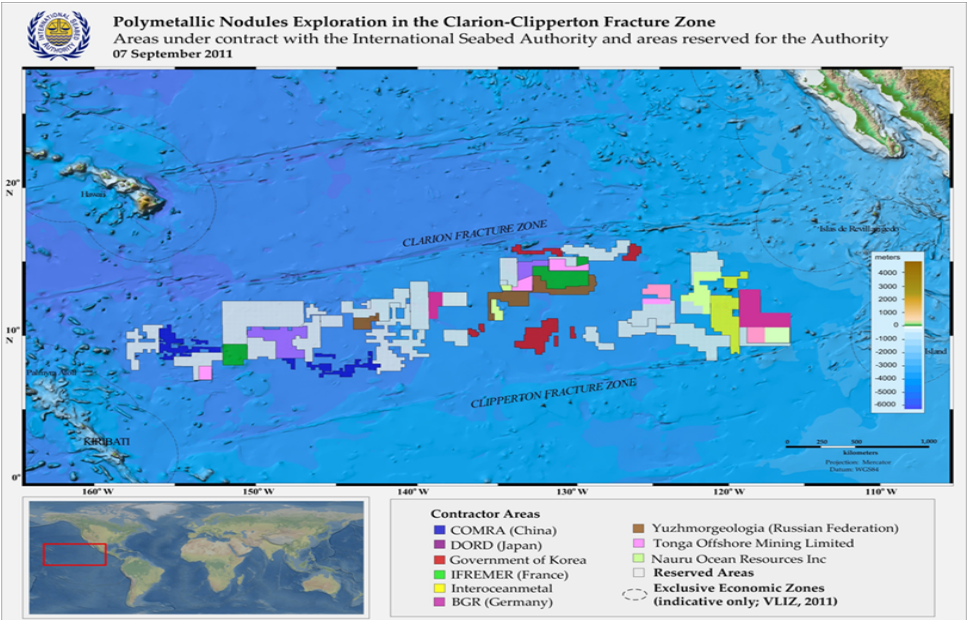 INTERNATIONAL SEABED AUTHORITY
Polymetallic Nodules Exploration in the Clarion-Clipperton Fracture Zone
Areas under contract with the International Seabed Authority and areas reserved for the Authority
07 September 2011
20°
N
10°
N
0°
Hawaii
CLARION FRACTURE ZONE
Islas de Revillagigedo
meters
4000
3000
2000
1000
0
-1000
-2000
-3000
-4000
-5000
-6000
Island
Palmyra Atoll
CLIPPERTON FRACTURE ZONE
KIRIBATI
0 250 500 1,000
kilometers
Projection: Mercator
Datum: WGS84
160° W 150° W 140° W 130° W 120° W 110° W
Contractor Areas
COMRA (China)
DORD (Japan)
Government of Korea
IFREMER (France)
Interoceanmetal
BGR (Germany)
Yuzhmorgeologia (Russian Federation)
Tonga Offshore Mining Limited
Nauru Ocean Resources Inc
Reserved Areas
Exclusive Economic Zones
(indicative only; VLIZ, 2011)